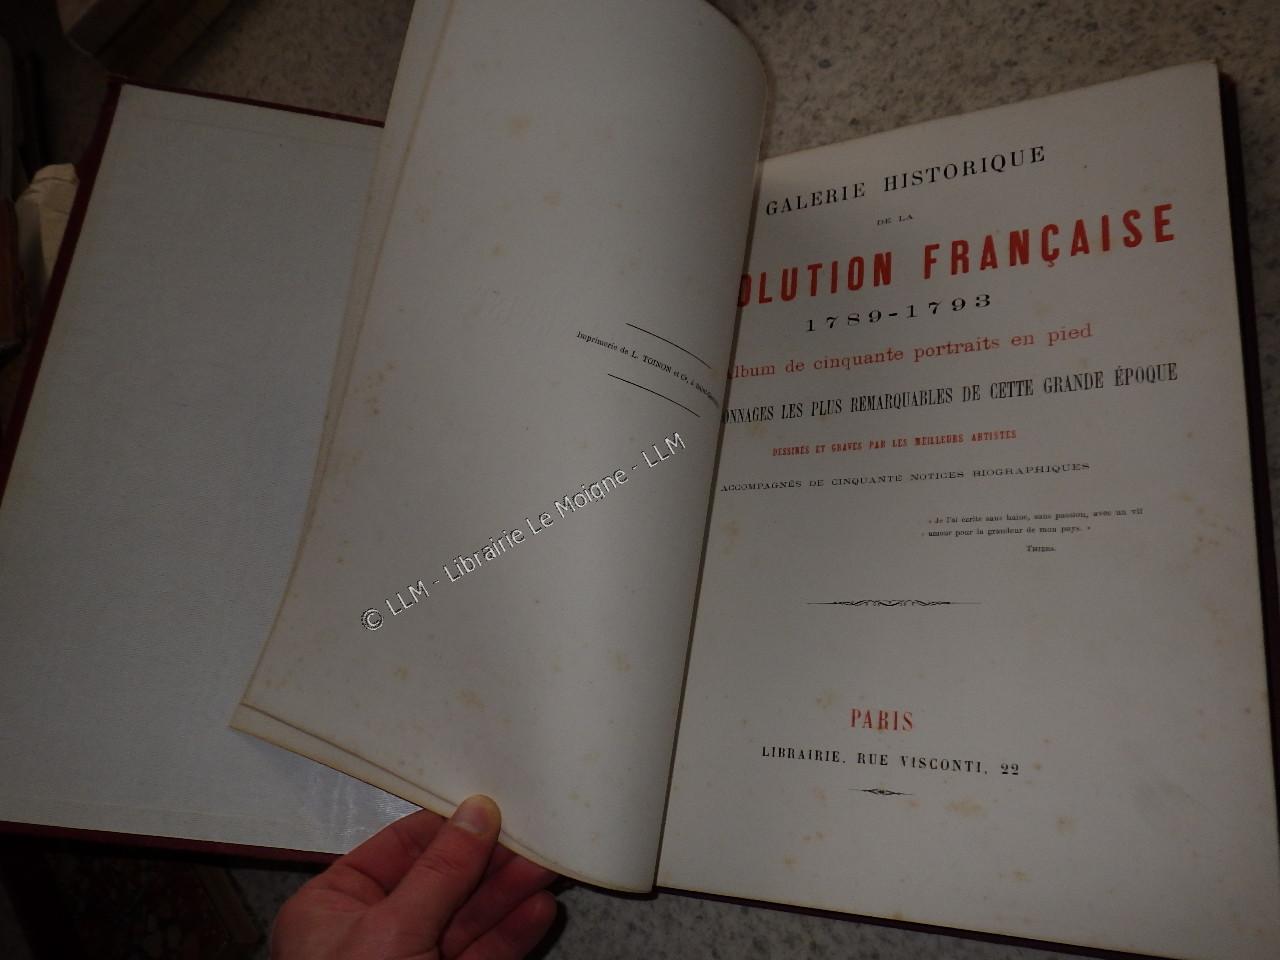 Imprimerie de L. TOINON et Cᵉ, à
© LLM - Librairie Le Moigne - LLM
GALERIE HISTORIQUE
DE LA
OLUTION FRANÇAISE
1789-1793
lbum de cinquante portraits en pied
ONNAGES LES PLUS REMARQUABLES DE CETTE GRANDE ÉPOQUE
DESSINÉS ET GRAVÉS PAR LES MEILLEURS ARTISTES
ACCOMPAGNÉS DE CINQUANTE NOTICES BIOGRAPHIQUES
« Je l'ai écrite sans haine, sans passion, avec un vif
« amour pour la grandeur de mon pays. »
THIERS.
PARIS
LIBRAIRIE, RUE VISCONTI, 22